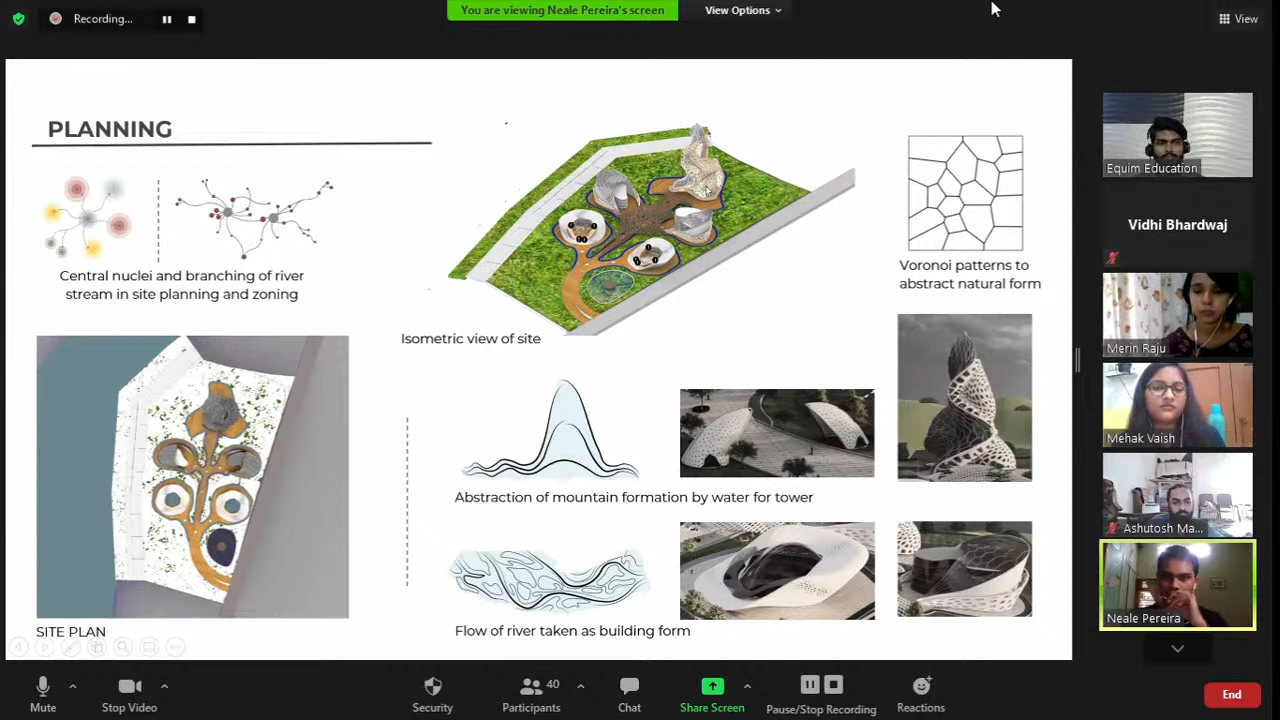 Recording...
You are viewing Neale Pereira's screen
View Options
View
PLANNING
Central nuclei and branching of river
stream in site planning and zoning
Isometric view of site
Voronoi patterns to
abstract natural form
SITE PLAN
Abstraction of mountain formation by water for tower
Flow of river taken as building form
Equim Education
Vidhi Bhardwaj
Merin Raju
Mehak Vaish
Ashutosh Ma...
Neale Pereira
Mute
Stop Video
Security
40
Participants
Chat
Share Screen
Pause/Stop Recording
Reactions
End